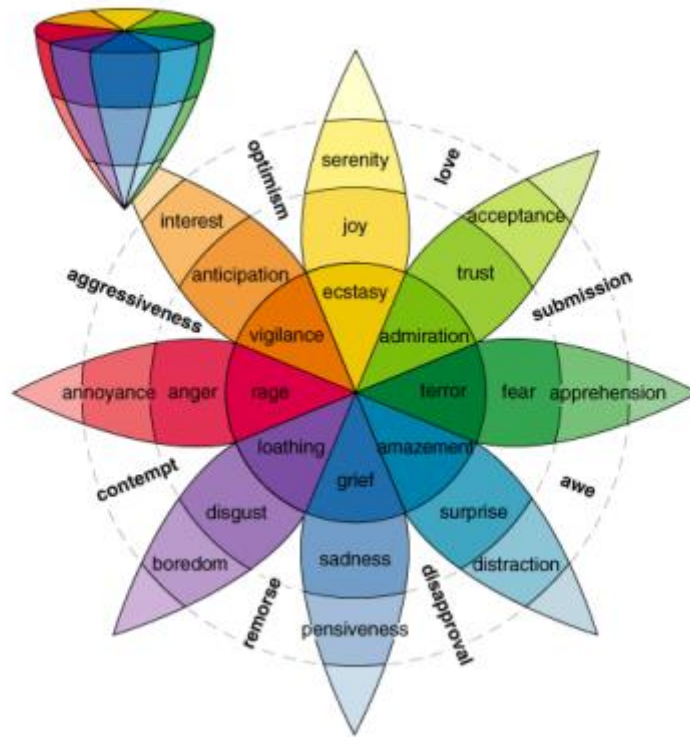 optimism
serenity
love
interest
joy
acceptance
anticipation
trust
aggressiveness
ecstasy
submission
vigilance
admiration
annoyance
anger
rage
terror
fear
apprehension
loathing
amazement
contempt
grief
awe
disgust
surprise
boredom
sadness
distraction
remorse
pensiveness
disapproval